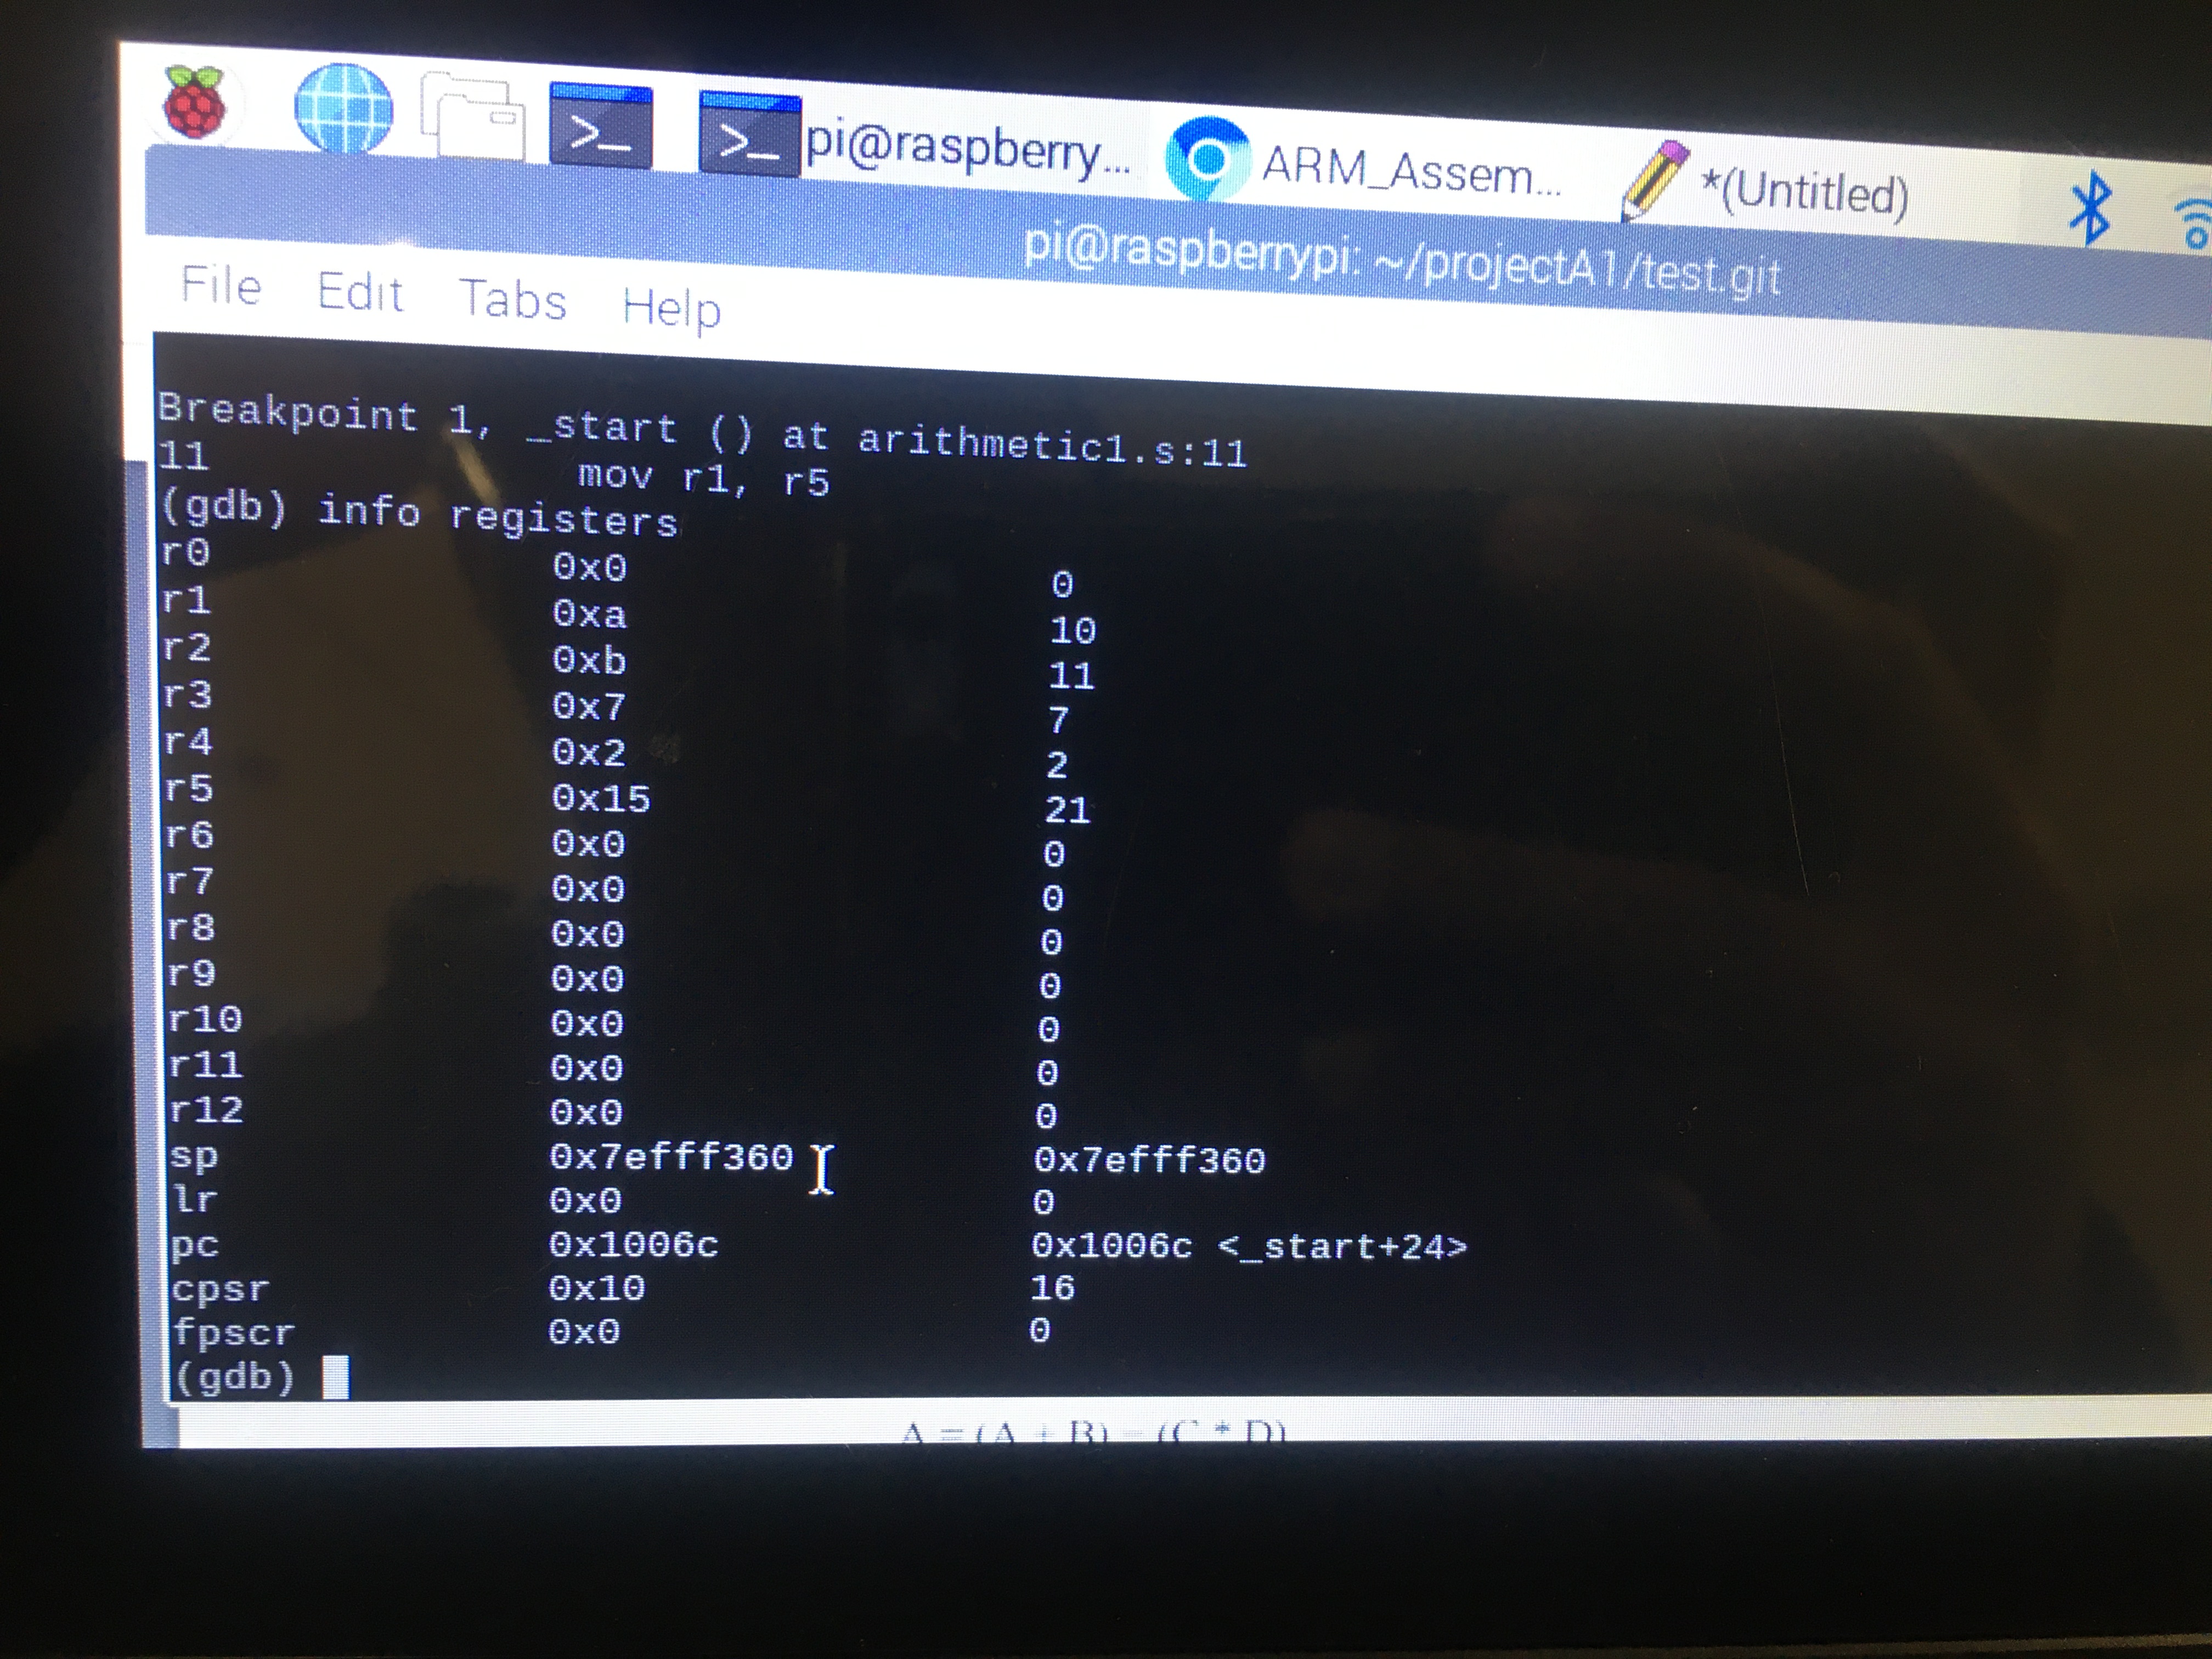 >_ >_ pi@raspberry... ARM_Assem... *(Untitled)
pi@raspberrypi: ~/projectA1/test.git
File Edit Tabs Help
Breakpoint 1, _start () at arithmetic1.s:11
11 mov r1, r5
(gdb) info registers
r0 0x0 0
r1 0xa 10
r2 0xb 11
r3 0x7 7
r4 0x2 2
r5 0x15 21
r6 0x0 0
r7 0x0 0
r8 0x0 0
r9 0x0 0
r10 0x0 0
r11 0x0 0
r12 0x0 0
sp 0x7efff360 0x7efff360
lr 0x0 0
pc 0x1006c 0x1006c <_start+24>
cpsr 0x10 16
fpscr 0x0 0
(gdb)
A = (A + B) - (C * D)